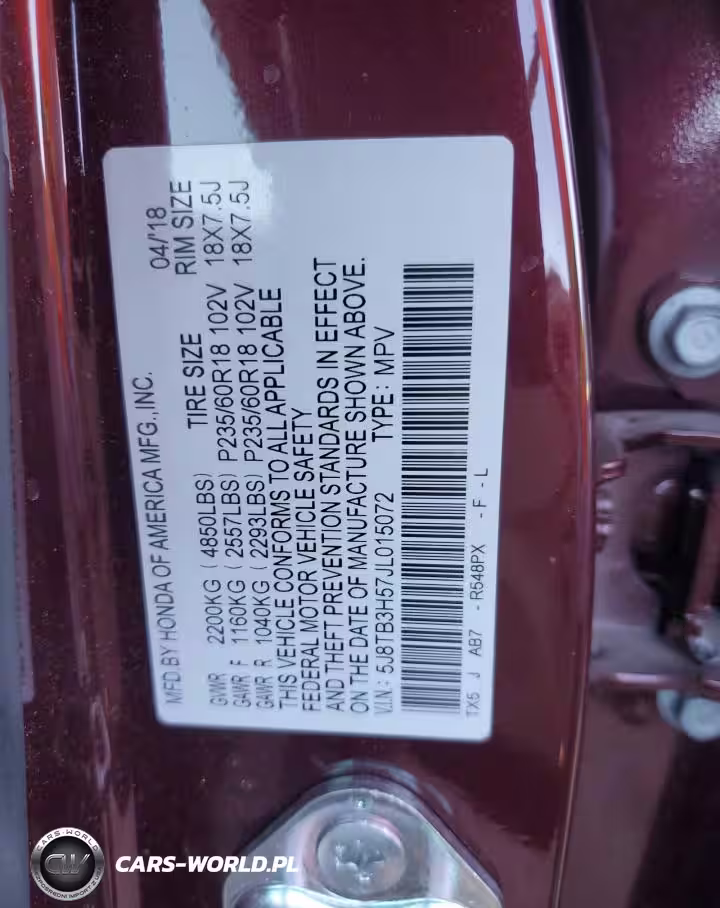 MFD.BY HONDA OF AMERICA MFG.,INC. 04/'18
TIRE SIZE RIM SIZE
GVWR 2200KG ( 4850LBS)
GAWR F 1160KG ( 2557LBS) P235/60R18 102V 18X7.5J
GAWR R 1040KG ( 2293LBS) P235/60R18 102V 18X7.5J
THIS VEHICLE CONFORMS TO ALL APPLICABLE
FEDERAL MOTOR VEHICLE SAFETY
AND THEFT PREVENTION STANDARDS IN EFFECT
ON THE DATE OF MANUFACTURE SHOWN ABOVE.
V.I.N.: 5J8TB3H57JL015072 TYPE: MPV
TX5 J AB7 -R548PX -F-L
CARS-WORLD
CW
CARS-WORLD.PL